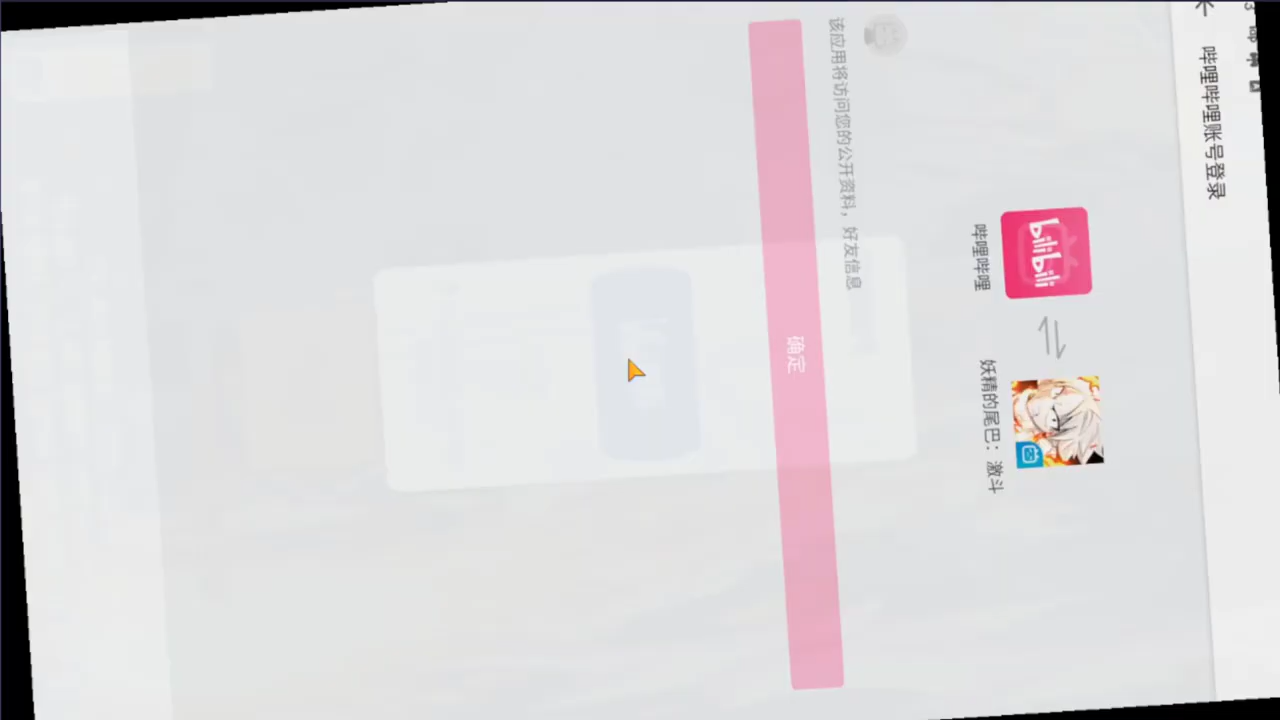 哔哩哔哩账号登录
bilibili
哔哩哔哩
妖精的尾巴：激斗
该应用将访问您的公开资料，好友信息
确定